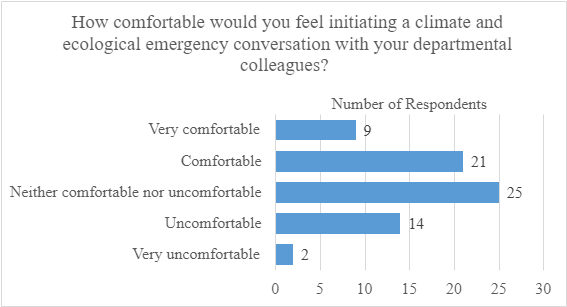 How comfortable would you feel initiating a climate and
ecological emergency conversation with your departmental
colleagues?
Number of Respondents
Very comfortable 9
Comfortable 21
Neither comfortable nor uncomfortable 25
Uncomfortable 14
Very uncomfortable 2
0 5 10 15 20 25 30